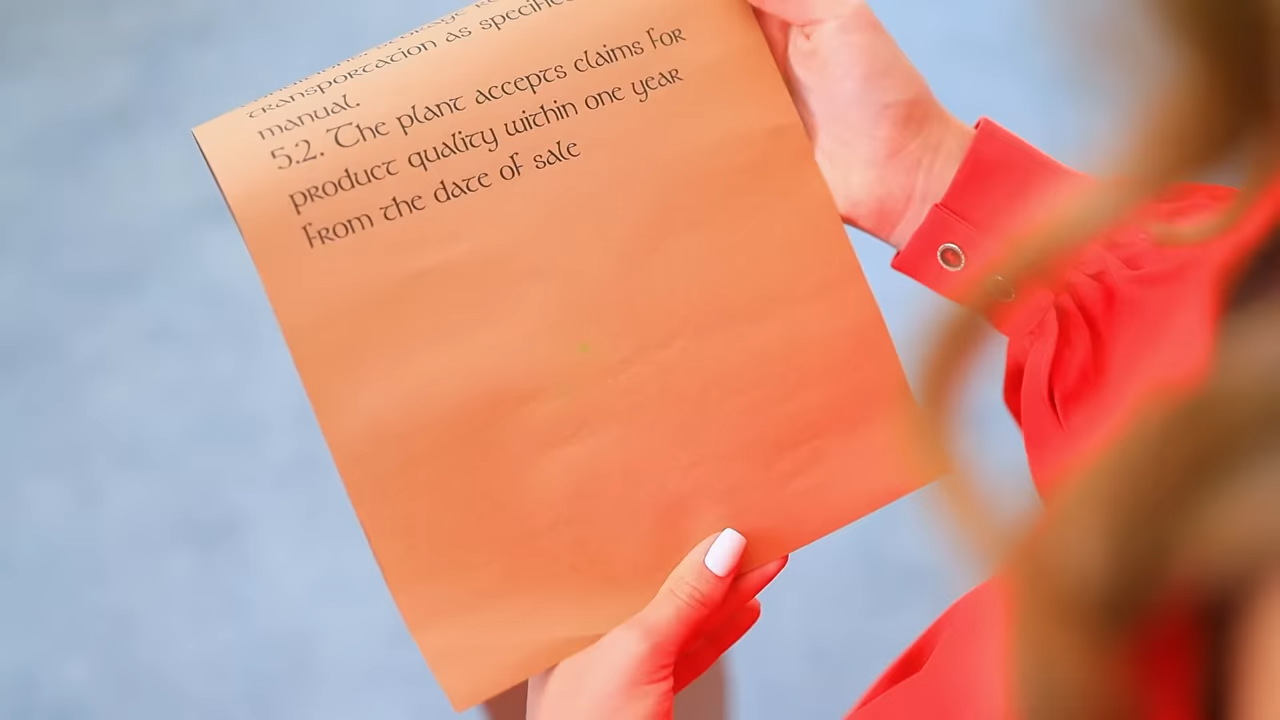 transportation as specified
manual.
5.2. The plant accepts claims for
product quality within one year
from the date of sale